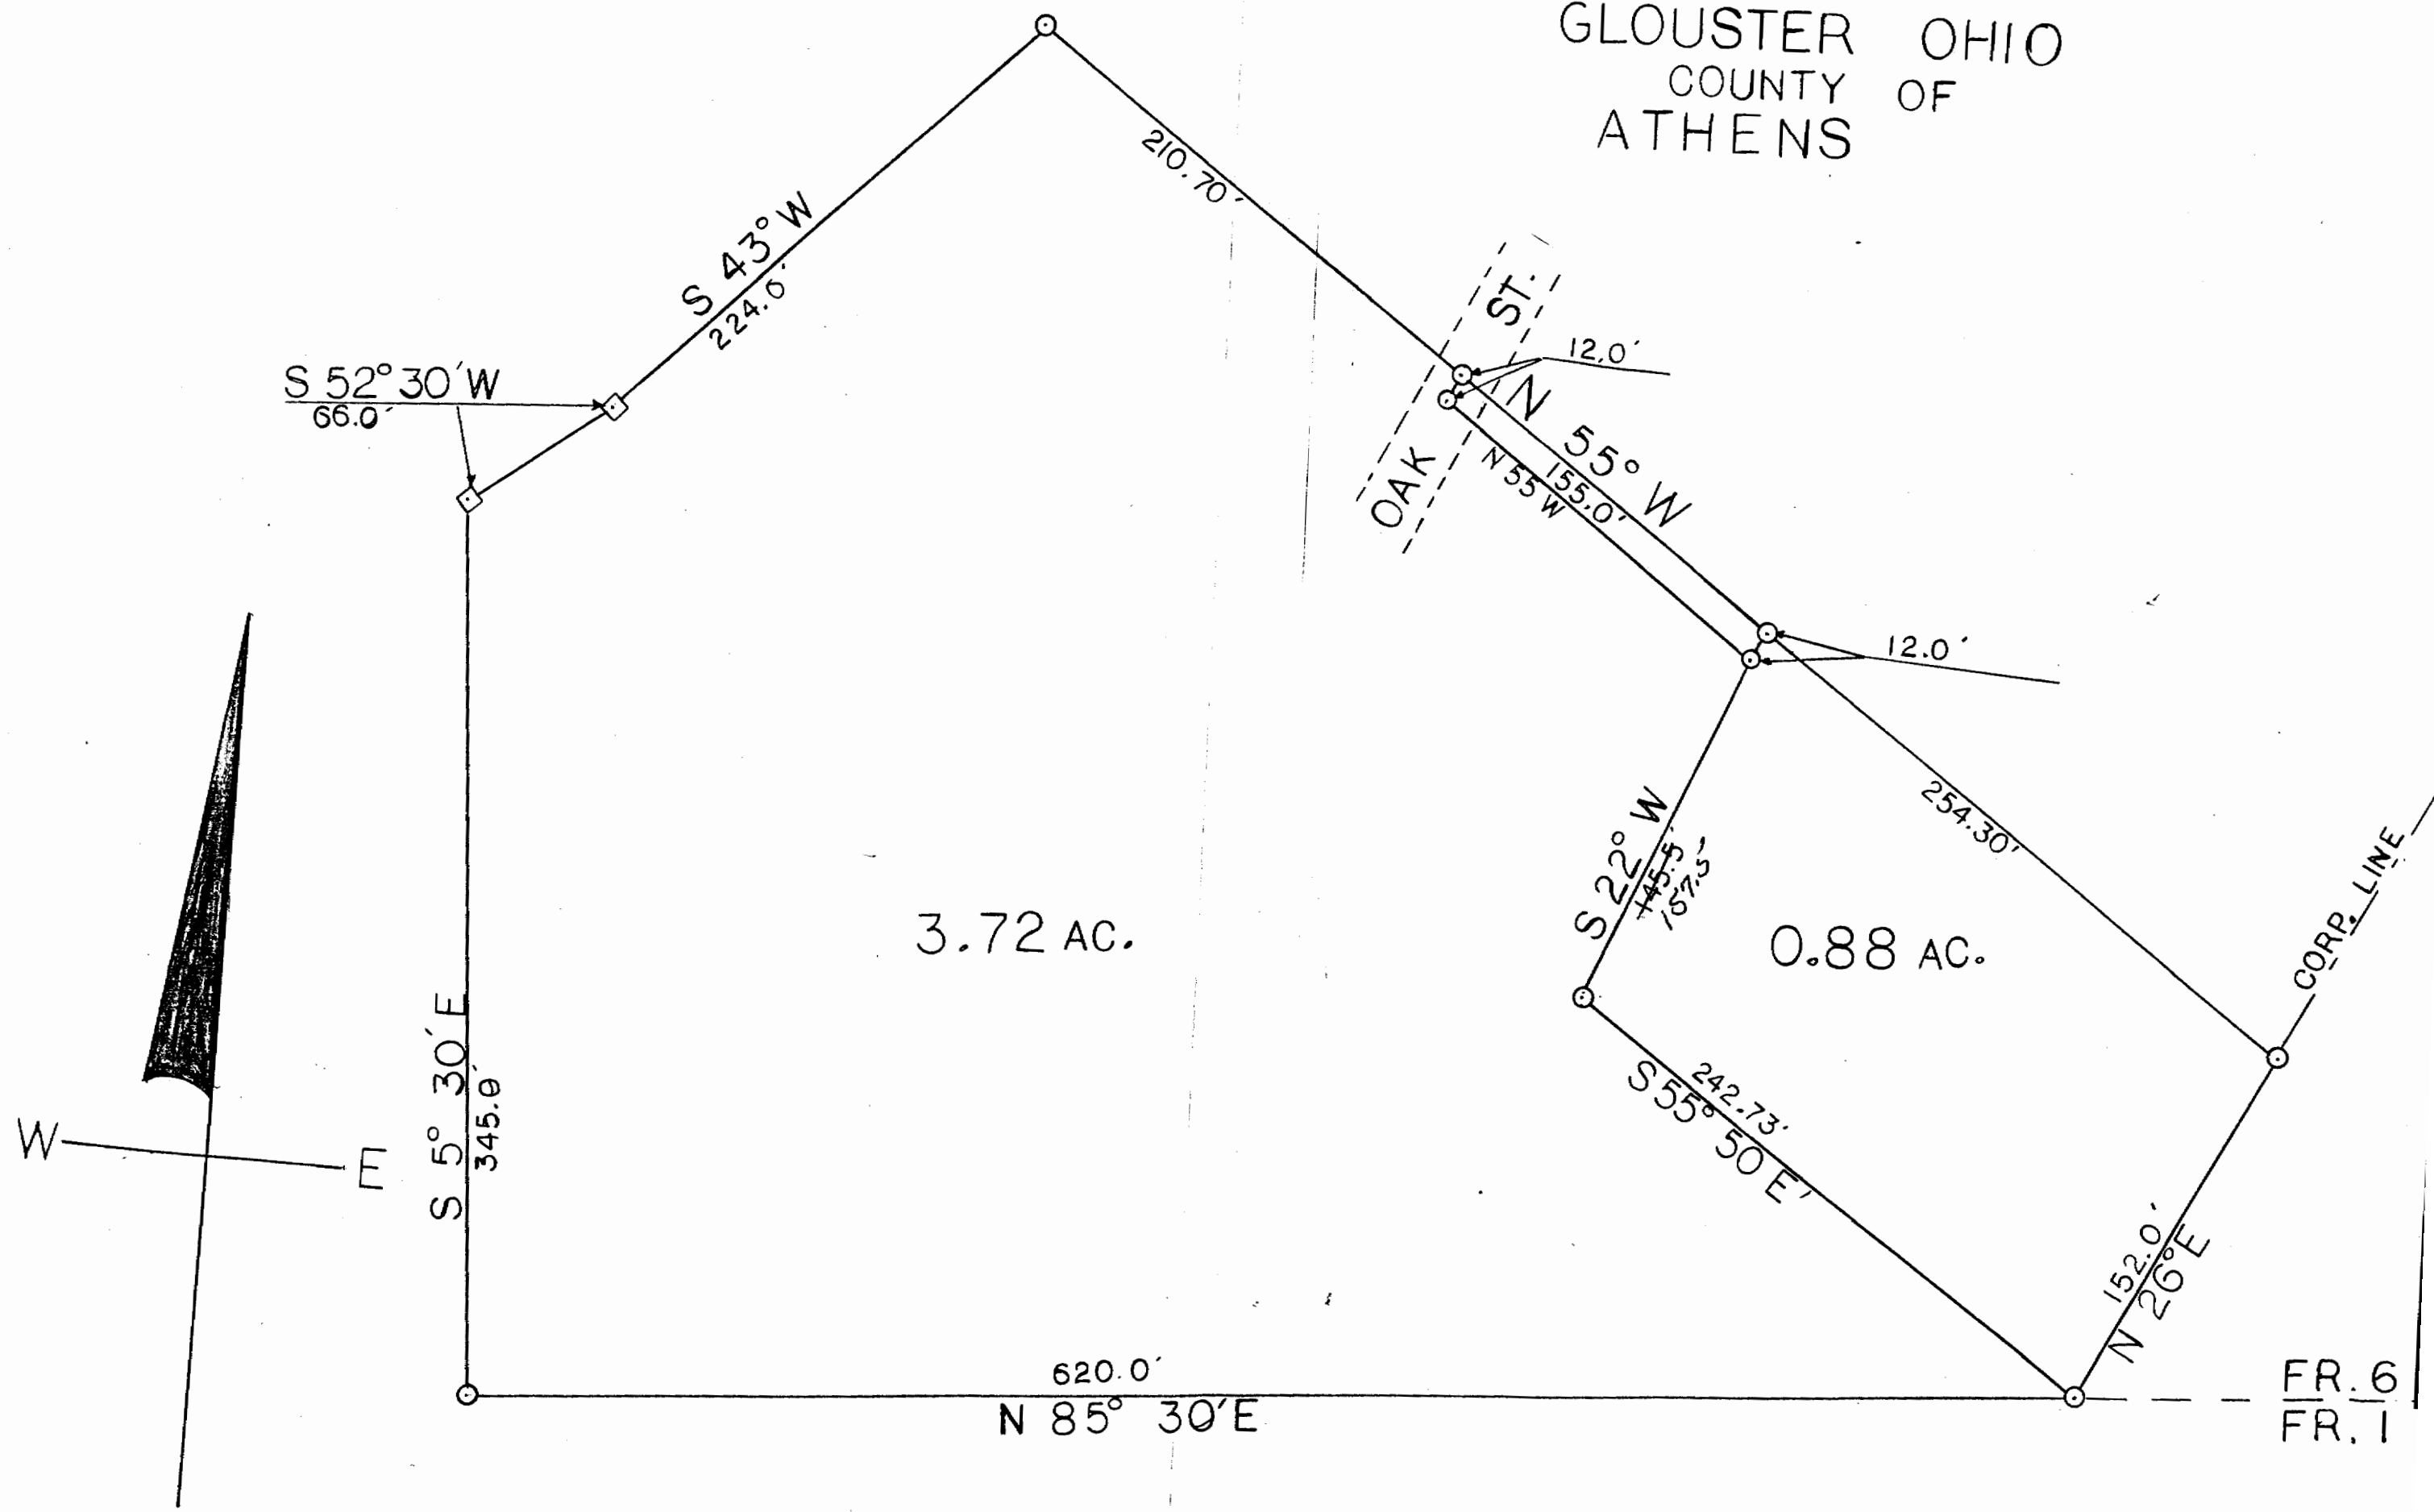 GLOUSTER OHIO
COUNTY OF
ATHENS
210.70'
S 43° W
224.0'
S 52° 30' W
66.0'
OAK ST.
12.0'
N 55° W
155.0'
N 55 W
12.0'
254.30'
S 22° W
145.5'
157.5'
3.72 AC.
0.88 AC.
CORP. LINE
S 5° 30' E
345.0'
242.73'
S 55° 50 E'
W E
152.0'
N 26° E
620.0'
N 85° 30' E
FR. 6
FR. 1